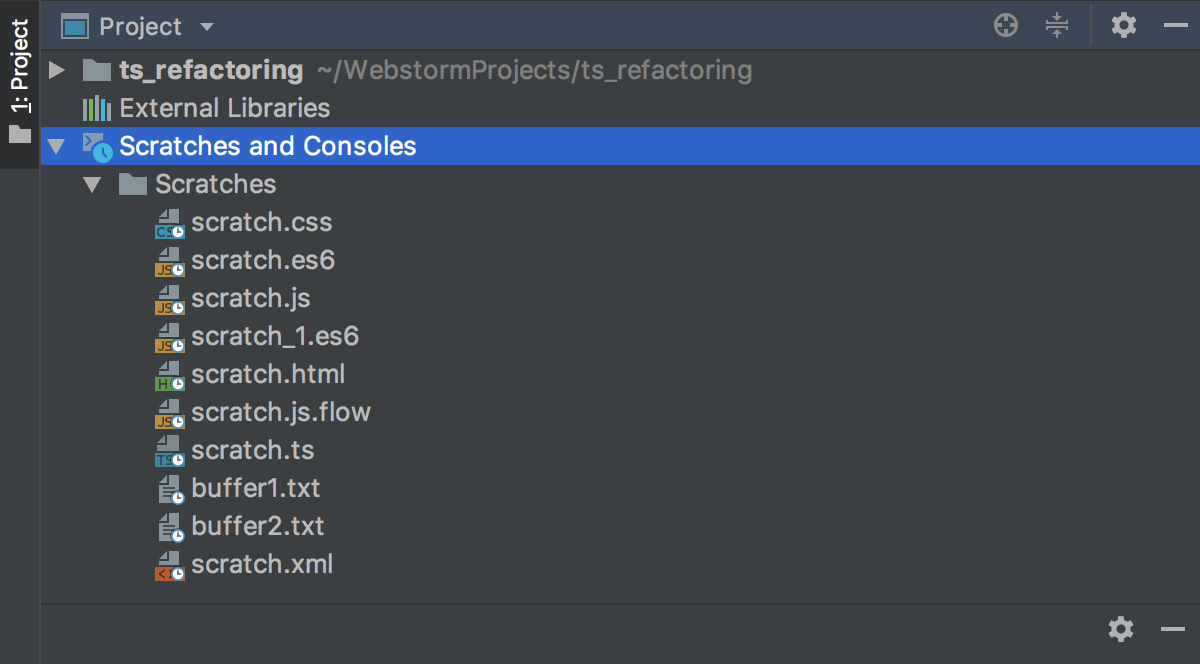 1: Project
Project
ts_refactoring ~/WebstormProjects/ts_refactoring
External Libraries
Scratches and Consoles
Scratches
scratch.css
scratch.es6
scratch.js
scratch_1.es6
scratch.html
scratch.js.flow
scratch.ts
buffer1.txt
buffer2.txt
scratch.xml